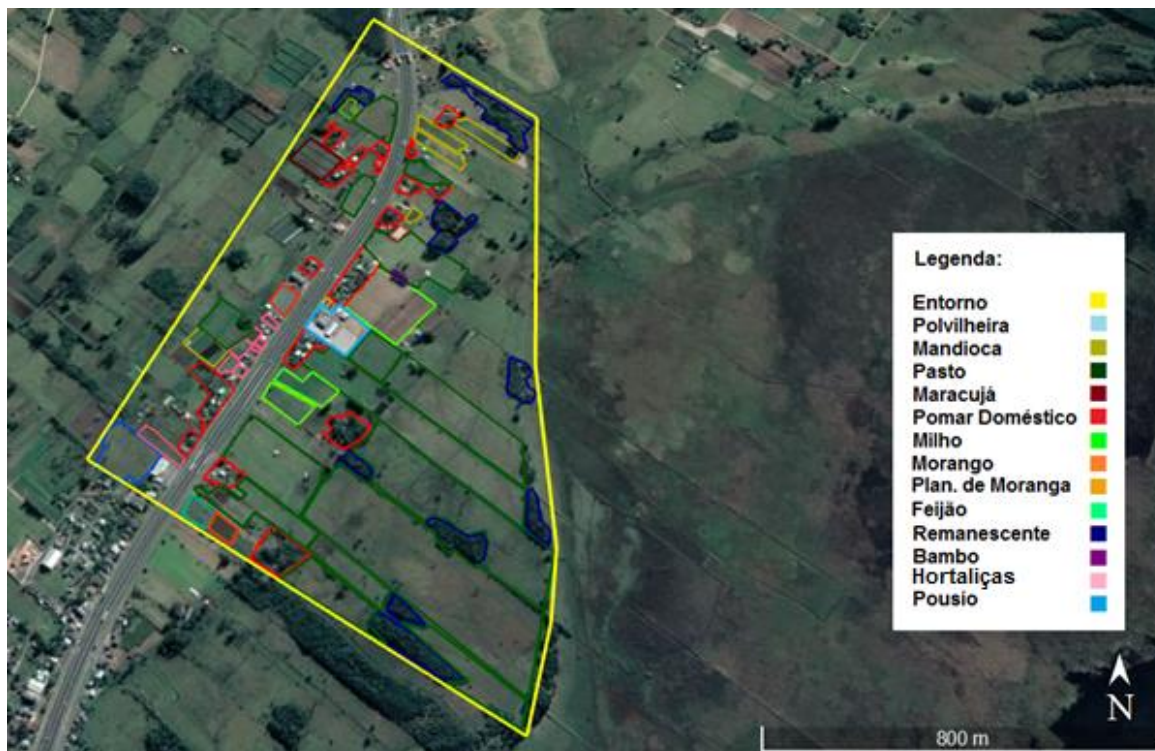 Legenda:
Entorno
Polvilheira
Mandioca
Pasto
Maracujá
Pomar Doméstico
Milho
Morango
Plan. de Moranga
Feijão
Remanescente
Bambo
Hortaliças
Pousio
N
800 m